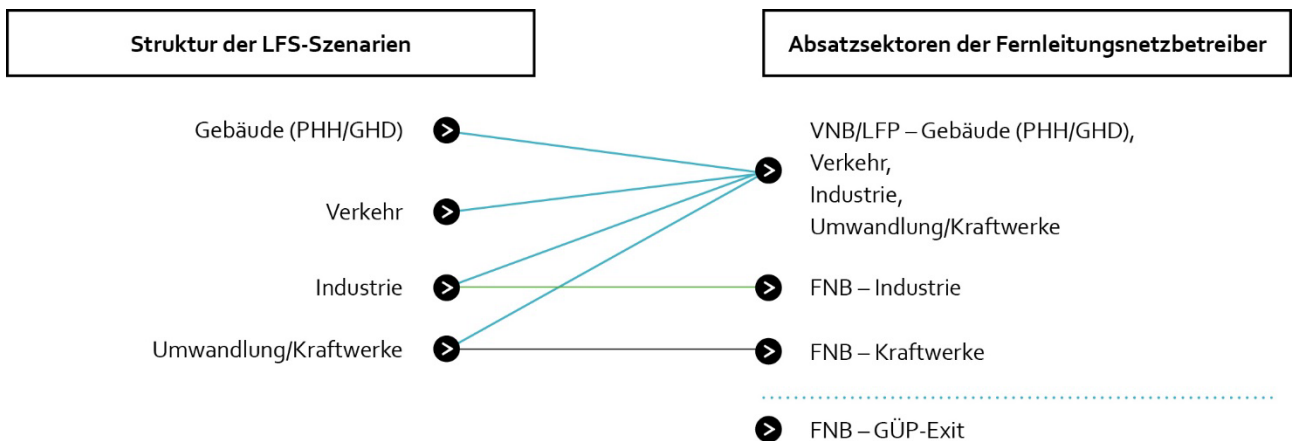 Struktur der LFS-Szenarien
Absatzsektoren der Fernleitungsnetzbetreiber
Gebäude (PHH/GHD)
Verkehr
Industrie
Umwandlung/Kraftwerke
VNB/LFP – Gebäude (PHH/GHD),
Verkehr,
Industrie,
Umwandlung/Kraftwerke
FNB – Industrie
FNB – Kraftwerke
FNB – GÜP-Exit